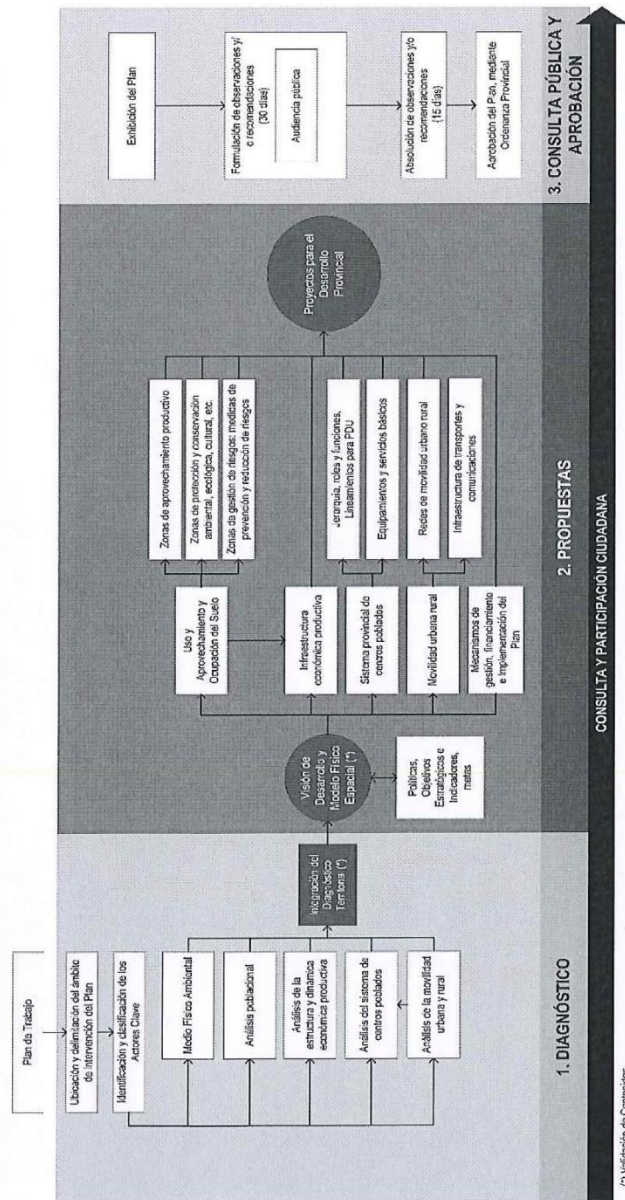 Plan de Trabajo
Ubicación y delimitación del ámbito
de Intervención del Plan
Identificación y clasificación de los
Actores Clave
Medio Físico Ambiental
Análisis poblacional
Análisis de la
estructura y dinámica
económica productiva
Análisis del sistema de
centros poblados
Análisis de la movilidad
urbana y rural
Integración del
Diagnóstico
Territorial (*)
1. DIAGNÓSTICO
Visión de
Desarrollo y
Modelo Físico
Espacial (*)
Políticas,
Objetivos
Estratégicos e
Indicadores,
metas
Uso y
Aprovechamiento y
Ocupación del Suelo
Infraestructura
económica productiva
Sistema provincial de
centros poblados
Movilidad urbana rural
Mecanismos de
gestión, financiamiento
e Implementación del
Plan
Zonas de aprovechamiento productivo
Zonas de protección y conservación
ambiental, ecológica, cultural, etc.
Zonas de gestión de riesgos: medidas de
prevención y reducción de riesgos
Jerarquía, roles y funciones,
Lineamientos para PDU
Equipamientos y servicios básicos
Redes de movilidad urbano rural
Infraestructura de transportes y
comunicaciones
Proyectos para el
Desarrollo
Provincial
2. PROPUESTAS
Exhibición del Plan
Formulación de observaciones y/
o recomendaciones
(30 días)
Audiencia pública
Absolución de observaciones y/o
recomendaciones
(15 días)
Aprobación del Plan, mediante
Ordenanza Provincial
3. CONSULTA PÚBLICA Y
APROBACIÓN
CONSULTA Y PARTICIPACIÓN CIUDADANA
(*) Validación de Contenidos